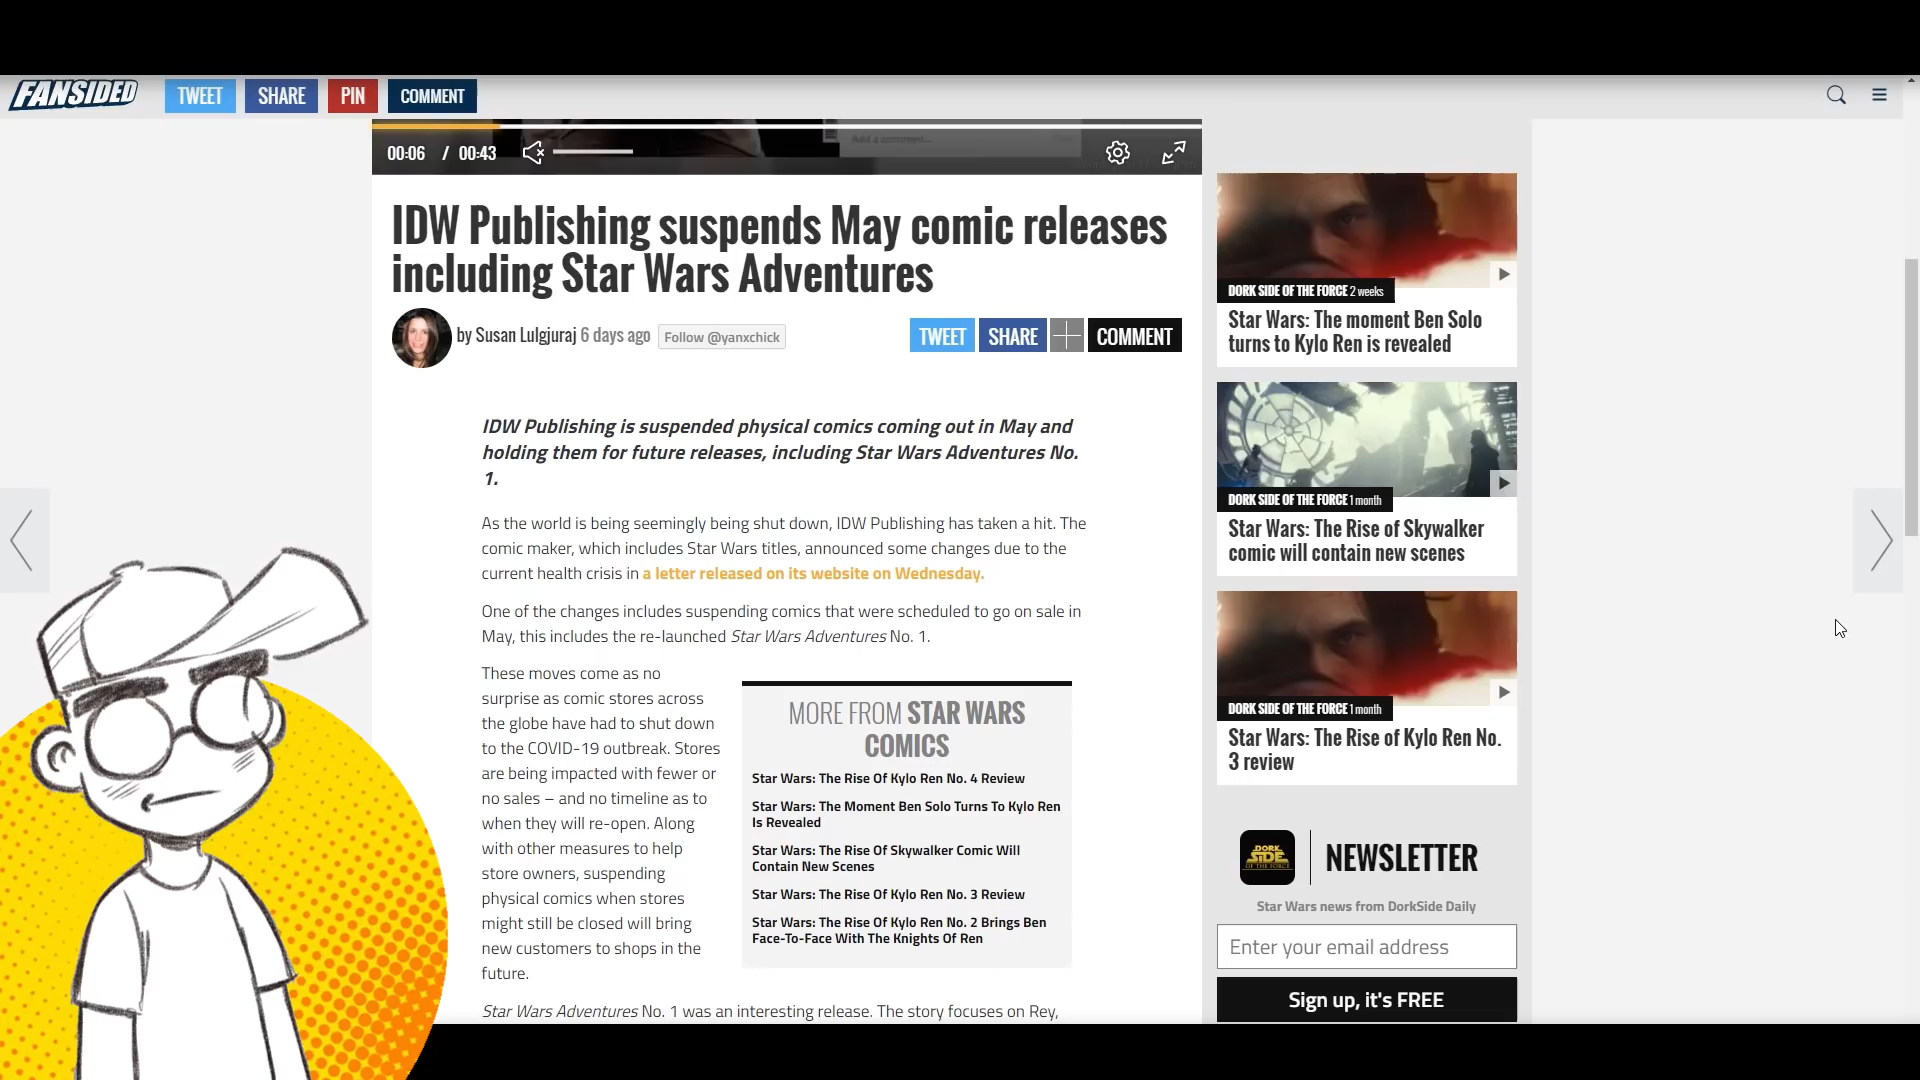 FANSIDED
TWEET
SHARE
PIN
COMMENT
Add a comment...
00:06 / 00:43
IDW Publishing suspends May comic releases
including Star Wars Adventures
by Susan Lulgjuraj 6 days ago
Follow @yanxchick
TWEET
SHARE
COMMENT
IDW Publishing is suspended physical comics coming out in May and
holding them for future releases, including Star Wars Adventures No.
1.
As the world is being seemingly being shut down, IDW Publishing has taken a hit. The
comic maker, which includes Star Wars titles, announced some changes due to the
current health crisis in a letter released on its website on Wednesday.
One of the changes includes suspending comics that were scheduled to go on sale in
May, this includes the re-launched Star Wars Adventures No. 1.
These moves come as no
surprise as comic stores across
the globe have had to shut down
to the COVID-19 outbreak. Stores
are being impacted with fewer or
no sales – and no timeline as to
when they will re-open. Along
with other measures to help
store owners, suspending
physical comics when stores
might still be closed will bring
new customers to shops in the
future.
MORE FROM STAR WARS
COMICS
Star Wars: The Rise Of Kylo Ren No. 4 Review
Star Wars: The Moment Ben Solo Turns To Kylo Ren
Is Revealed
Star Wars: The Rise Of Skywalker Comic Will
Contain New Scenes
Star Wars: The Rise Of Kylo Ren No. 3 Review
Star Wars: The Rise Of Kylo Ren No. 2 Brings Ben
Face-To-Face With The Knights Of Ren
Star Wars Adventures No. 1 was an interesting release. The story focuses on Rey,
DORK SIDE OF THE FORCE 2 weeks
Star Wars: The moment Ben Solo
turns to Kylo Ren is revealed
DORK SIDE OF THE FORCE 1 month
Star Wars: The Rise of Skywalker
comic will contain new scenes
DORK SIDE OF THE FORCE 1 month
Star Wars: The Rise of Kylo Ren No.
3 review
DORK
SIDE
OF THE FORCE
NEWSLETTER
Star Wars news from DorkSide Daily
Enter your email address
Sign up, it's FREE